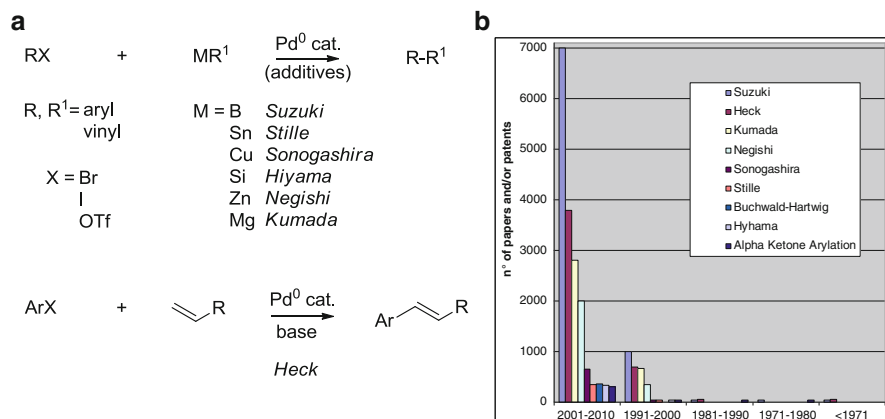 a
RX + MR¹ Pd⁰ cat. R-R¹
(additives)
R, R¹ = aryl M = B Suzuki
vinyl Sn Stille
Cu Sonogashira
X = Br Si Hiyama
I Zn Negishi
OTf Mg Kumada
ArX + R Pd⁰ cat. Ar R
base
Heck
b
n° of papers and/or patents
7000
6000
5000
4000
3000
2000
1000
0
Suzuki
Heck
Kumada
Negishi
Sonogashira
Stille
Buchwald-Hartwig
Hyhama
Alpha Ketone Arylation
2001-2010 1991-2000 1981-1990 1971-1980 <1971